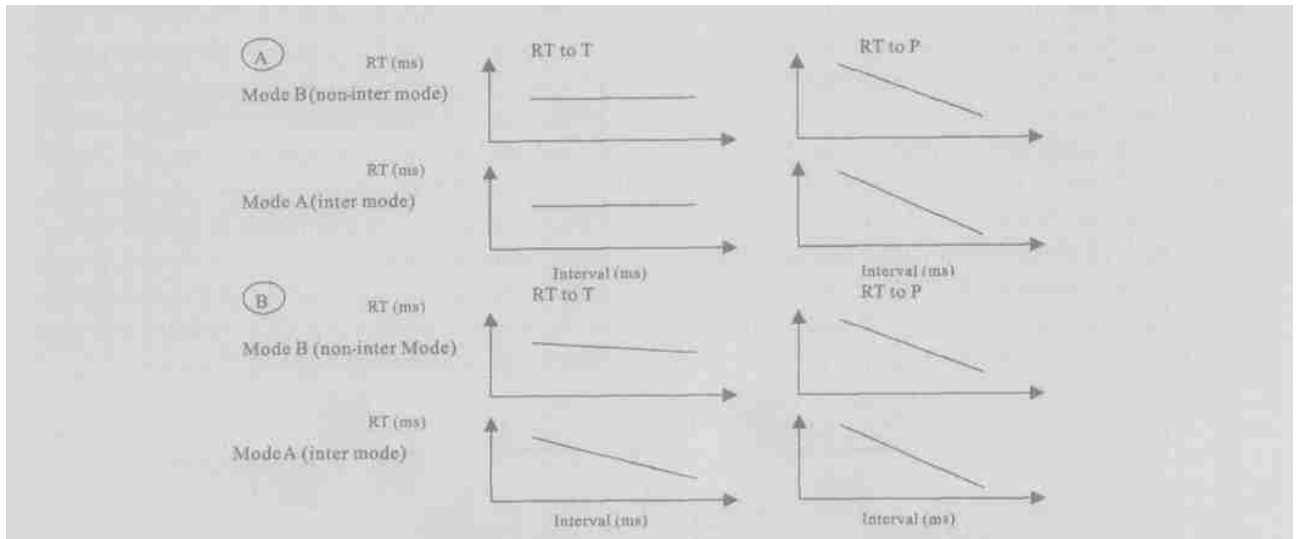 A
RT (ms)
RT to T
RT to P
Mode B (non-inter mode)
RT (ms)
Mode A (inter mode)
Interval (ms)
Interval (ms)
B
RT (ms)
RT to T
RT to P
Mode B (non-inter Mode)
RT (ms)
Mode A (inter mode)
Interval (ms)
Interval (ms)